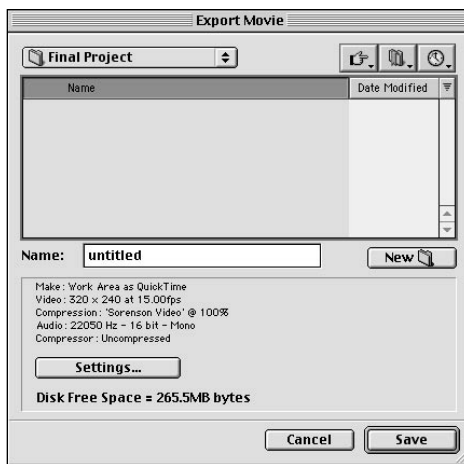 Export Movie
Final Project
Name Date Modified
Name: untitled New
Make: Work Area as QuickTime
Video: 320 × 240 at 15.00fps
Compression: 'Sorenson Video' @ 100%
Audio: 22050 Hz - 16 bit - Mono
Compressor: Uncompressed
Settings...
Disk Free Space = 265.5MB bytes
Cancel Save